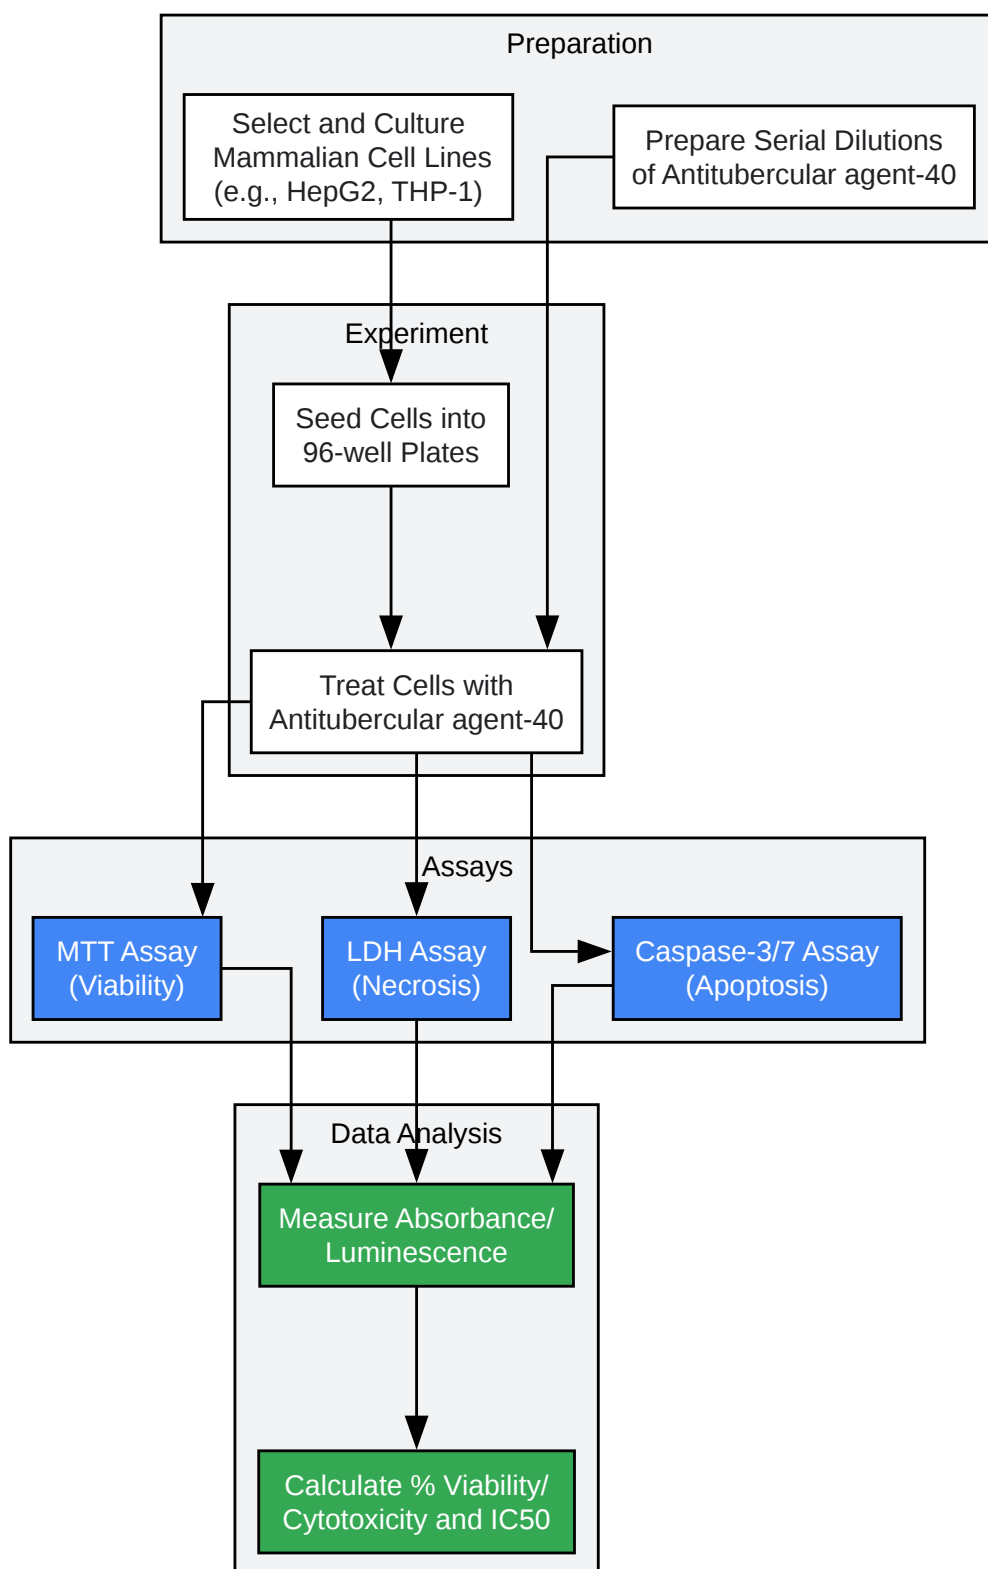 Preparation
Select and Culture
Mammalian Cell Lines
(e.g., HepG2, THP-1)
Prepare Serial Dilutions
of Antitubercular agent-40
Experiment
Seed Cells into
96-well Plates
Treat Cells with
Antitubercular agent-40
Assays
MTT Assay
(Viability)
LDH Assay
(Necrosis)
Caspase-3/7 Assay
(Apoptosis)
Data Analysis
Measure Absorbance/
Luminescence
Calculate % Viability/
Cytotoxicity and IC50